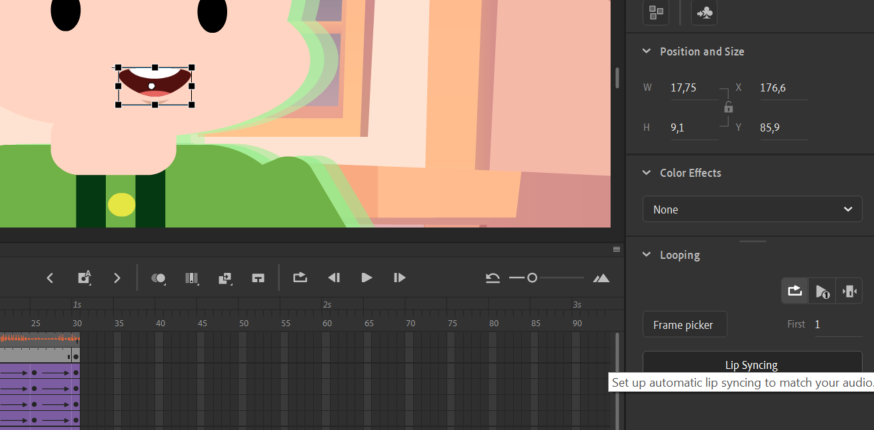 Position and Size
W 17,75 X 176,6
H 9,1 Y 85,9
Color Effects
None
Looping
1s 2s 3s
25 30 35 40 45 50 55 60 65 70 75 80 85 90
Frame picker First 1
Lip Syncing
Set up automatic lip syncing to match your audio.